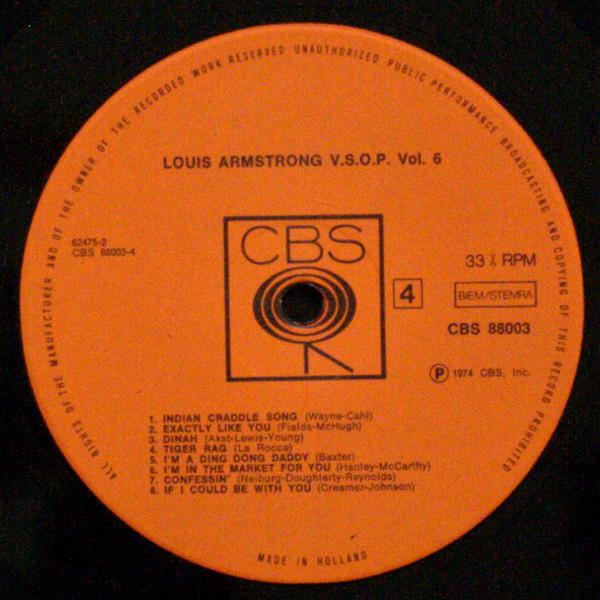 ALL RIGHTS OF THE MANUFACTURER AND OF THE OWNER OF THE RECORDED WORK RESERVED UNAUTHORIZED PUBLIC PERFORMANCE BROADCASTING AND COPYING OF THIS RECORD PROHIBITED
LOUIS ARMSTRONG V.S.O.P. Vol. 6
62475-2
CBS 88003-4
CBS
33⅓ RPM
4
BIEM/STEMRA
CBS 88003
Ⓟ 1974 CBS, Inc.
1. INDIAN CRADDLE SONG (Wayne-Cahl)
2. EXACTLY LIKE YOU (Fields-McHugh)
3. DINAH (Akst-Lewis-Young)
4. TIGER RAG (La Rocca)
5. I'M A DING DONG DADDY (Baxter)
6. I'M IN THE MARKET FOR YOU (Hanley-McCarthy)
7. CONFESSIN' (Neiburg-Doughlerty-Reynolds)
8. IF I COULD BE WITH YOU (Creamer-Johnson)
MADE IN HOLLAND